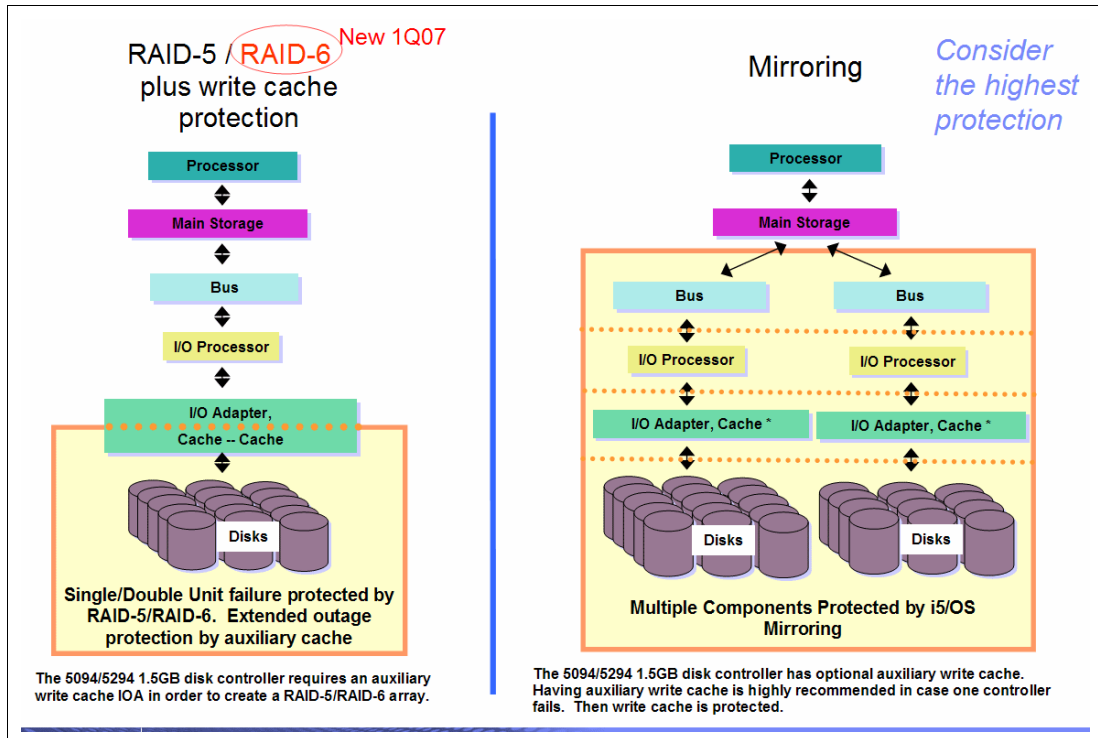 RAID-5 / RAID-6
New 1Q07
plus write cache
protection
Processor
Main Storage
Bus
I/O Processor
I/O Adapter,
Cache -- Cache
Disks
Single/Double Unit failure protected by
RAID-5/RAID-6. Extended outage
protection by auxiliary cache
The 5094/5294 1.5GB disk controller requires an auxiliary
write cache IOA in order to create a RAID-5/RAID-6 array.
Mirroring
Consider
the highest
protection
Processor
Main Storage
Bus
Bus
I/O Processor
I/O Processor
I/O Adapter, Cache *
I/O Adapter, Cache *
Disks
Disks
Multiple Components Protected by i5/OS
Mirroring
The 5094/5294 1.5GB disk controller has optional auxiliary write cache.
Having auxiliary write cache is highly recommended in case one controller
fails. Then write cache is protected.